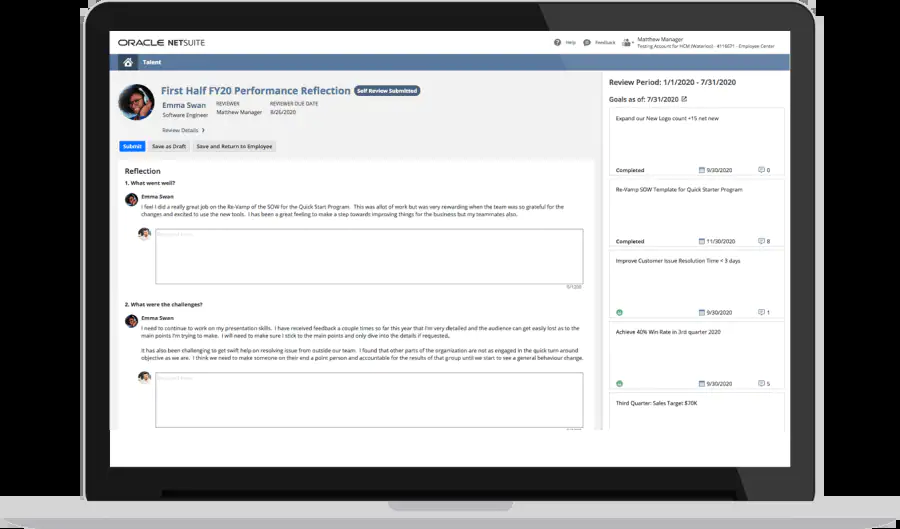 ORACLE NETSUITE
Help
Feedback
Matthew Manager
Testing Account for HCM (Waterloo) - #118071 - Employee Center
Talent
First Half FY20 Performance Reflection
Self Review Submitted
Emma Swan
Software Engineer
REVIEWER
Matthew Manager
REVIEWER DUE DATE
8/26/2020
Review Details
Submit
Save as Draft
Save and Return to Employee
Reflection
1. What went well?
Emma Swan
I feel I did a really great job on the Re-Vamp of the SOW for the Quick Start Program. This was allot of work but was very rewarding when the team was so grateful for the
changes and excited to use the new tools. I has been a great feeling to make a step towards improving things for the business but my teammates also.
2. What were the challenges?
Emma Swan
I need to continue to work on my presentation skills. I have received feedback a couple times so far this year that I'm very detailed and the audience can get easily lost as to the
main points I'm trying to make. I will need to make sure I stick to the main points and only dive into the details if requested.
It has also been challenging to get swift help on resolving issue from outside our team. I found that other parts of the organization are not as engaged in the quick turn around
objective as we are. I think we need to make someone on their end a point person and accountable for the results of that group until we start to see a general behaviour change.
Review Period: 1/1/2020 - 7/31/2020
Goals as of: 7/31/2020
Expand our New Logo count +15 net new
Completed
9/30/2020
0
Re-Vamp SOW Template for Quick Starter Program
Completed
11/30/2020
8
Improve Customer Issue Resolution Time < 3 days
9/30/2020
1
Achieve 40% Win Rate in 3rd quarter 2020
9/30/2020
5
Third Quarter: Sales Target $70K